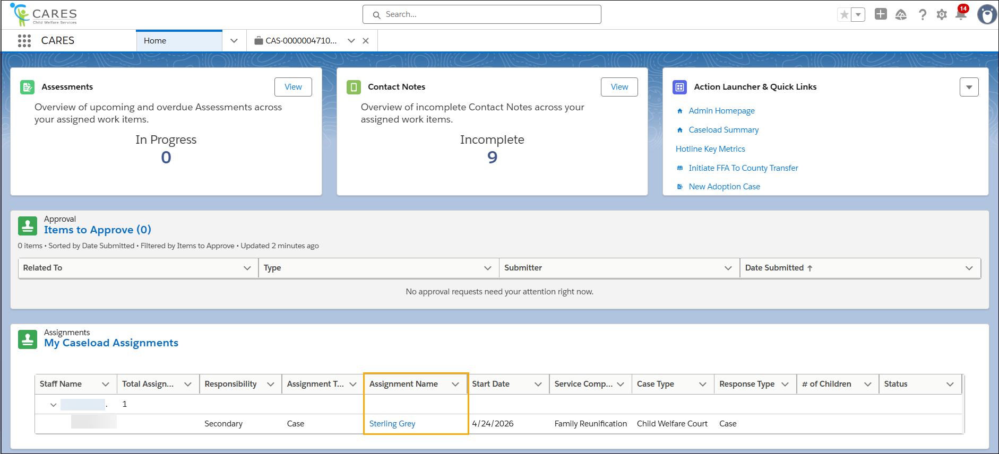 CARES
Child Welfare Services
Search...
14
CARES
Home
CAS-0000004710...
Assessments
View
Overview of upcoming and overdue Assessments across
your assigned work items.
In Progress
0
Contact Notes
View
Overview of incomplete Contact Notes across your
assigned work items.
Incomplete
9
Action Launcher & Quick Links
Admin Homepage
Caseload Summary
Hotline Key Metrics
Initiate FFA To County Transfer
New Adoption Case
Approval
Items to Approve (0)
0 items • Sorted by Date Submitted • Filtered by Items to Approve • Updated 2 minutes ago
Related To Type Submitter Date Submitted ↑
No approval requests need your attention right now.
Assignments
My Caseload Assignments
Staff Name Total Assign... Responsibility Assignment T... Assignment Name Start Date Service Comp... Case Type Response Type # of Children Status
. 1
Secondary Case Sterling Grey 4/24/2026 Family Reunification Child Welfare Court Case